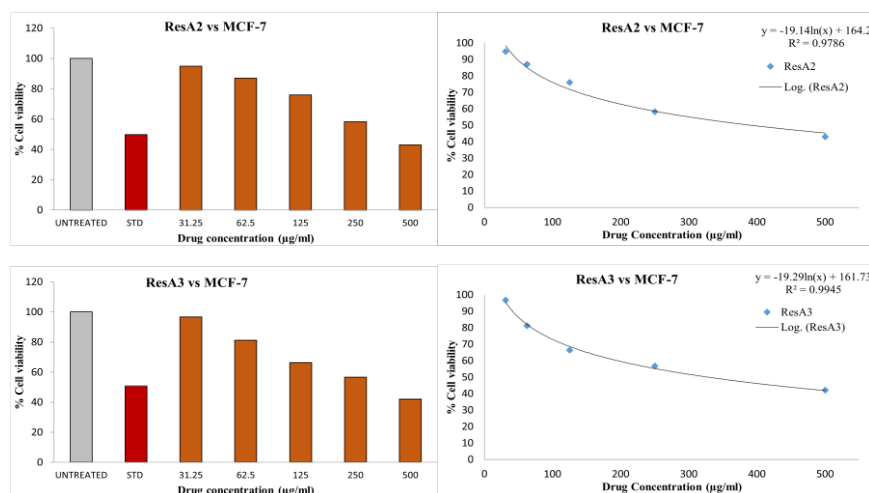 ResA2 vs MCF-7
% Cell viability
120
100
80
60
40
20
0
UNTREATED STD 31.25 62.5 125 250 500
Drug concentration (µg/ml)
ResA2 vs MCF-7
y = -19.14ln(x) + 164.2
R² = 0.9786
ResA2
Log. (ResA2)
% Cell viability
100
90
80
70
60
50
40
30
20
10
0
0 100 200 300 400 500
Drug Concentration (µg/ml)
ResA3 vs MCF-7
% Cell viability
120
100
80
60
40
20
0
UNTREATED STD 31.25 62.5 125 250 500
Drug concentration (µg/ml)
ResA3 vs MCF-7
y = -19.29ln(x) + 161.73
R² = 0.9945
ResA3
Log. (ResA3)
% Cell viability
100
90
80
70
60
50
40
30
20
10
0
0 100 200 300 400 500
Drug Concentration (µg/ml)